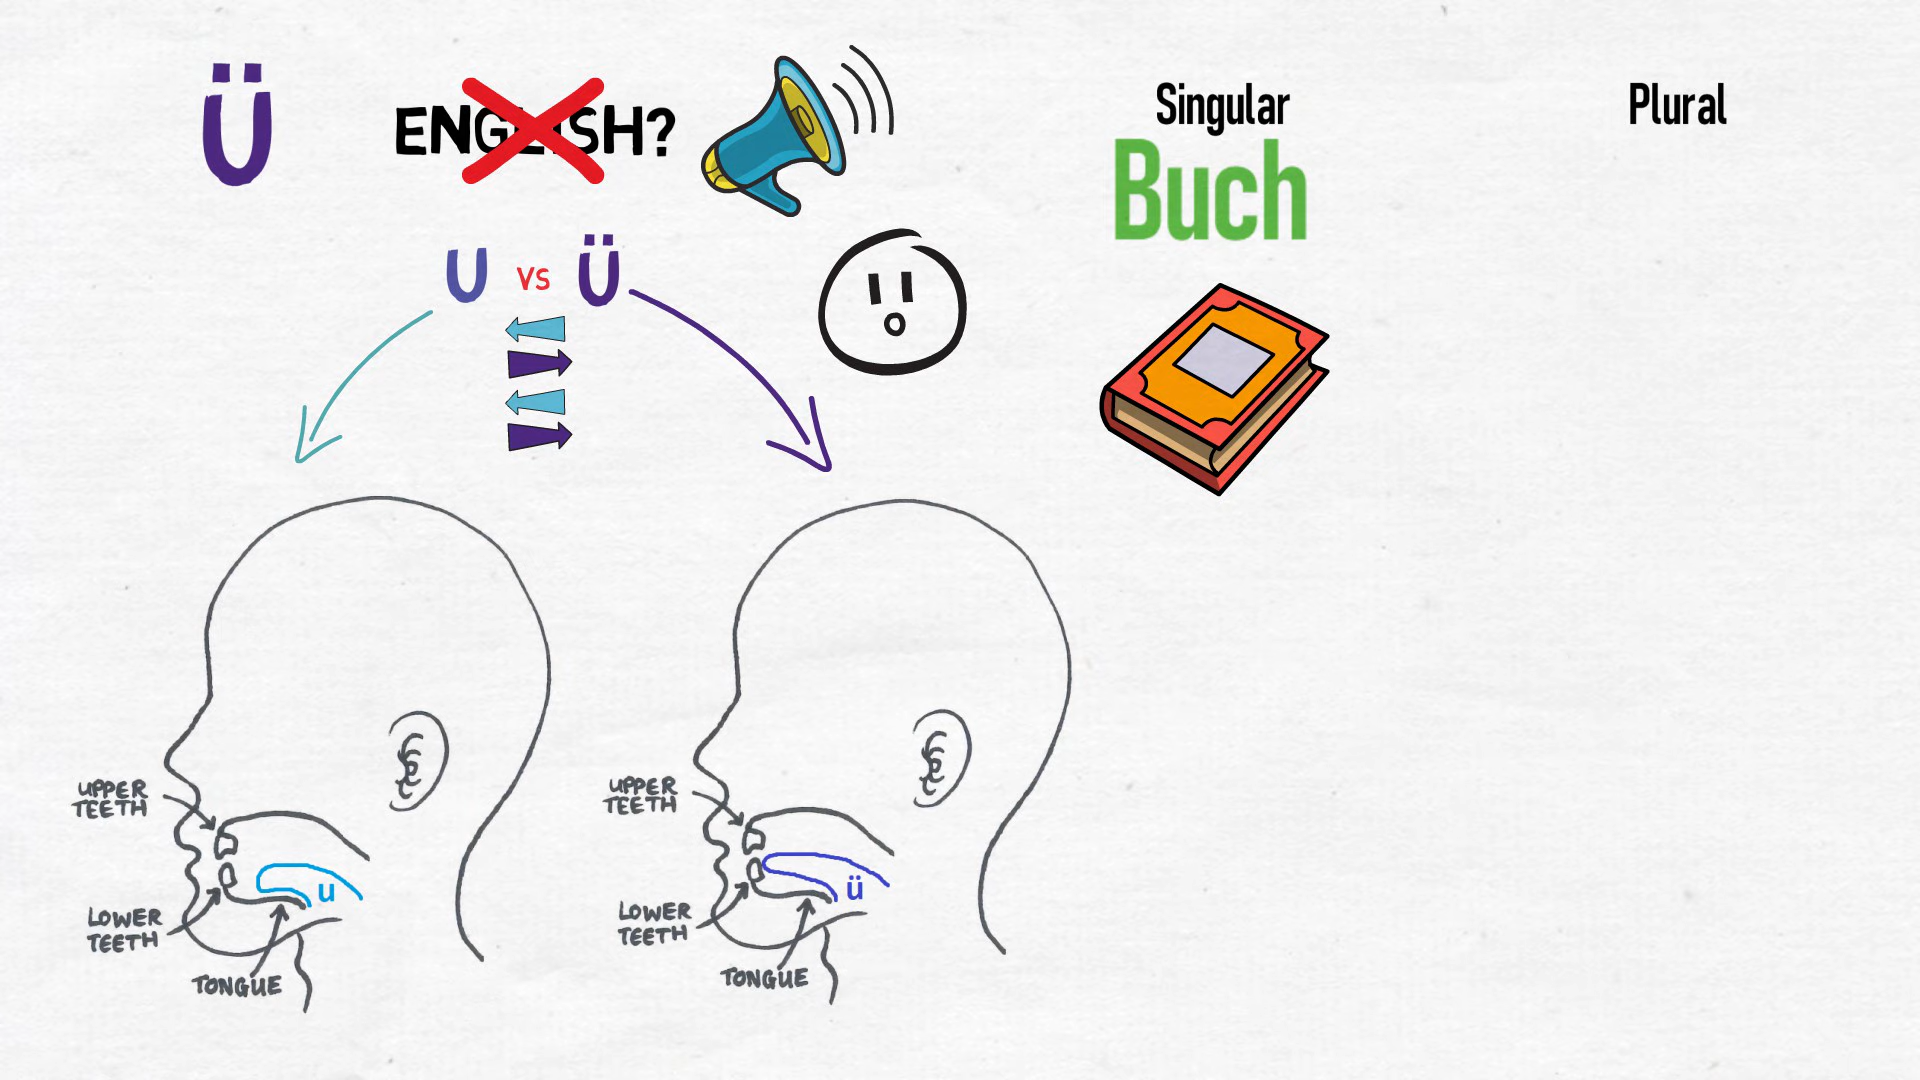 Ü
ENGLISH?
U vs Ü
UPPER
TEETH
LOWER
TEETH
TONGUE
u
UPPER
TEETH
LOWER
TEETH
TONGUE
ü
Singular
Buch
Plural